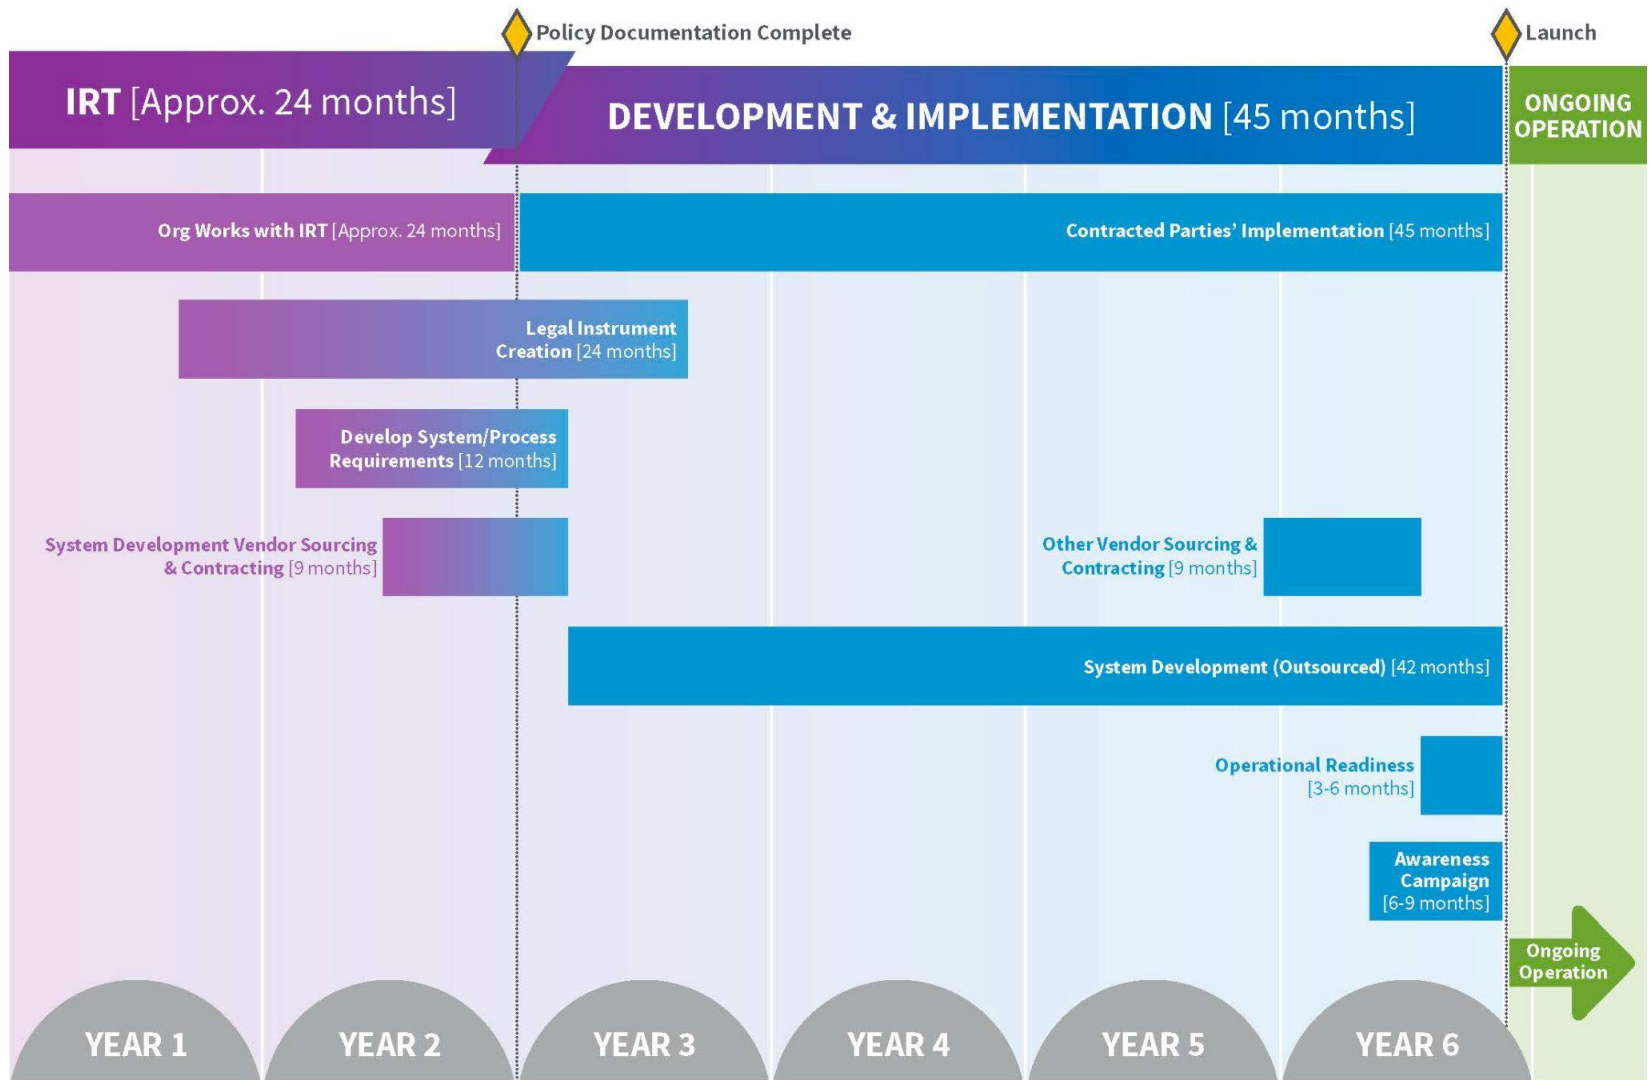 Policy Documentation Complete
Launch
IRT [Approx. 24 months]
DEVELOPMENT & IMPLEMENTATION [45 months]
ONGOING
OPERATION
Org Works with IRT [Approx. 24 months]
Contracted Parties’ Implementation [45 months]
Legal Instrument
Creation [24 months]
Develop System/Process
Requirements [12 months]
System Development Vendor Sourcing
& Contracting [9 months]
Other Vendor Sourcing &
Contracting [9 months]
System Development (Outsourced) [42 months]
Operational Readiness
[3-6 months]
Awareness
Campaign
[6-9 months]
Ongoing
Operation
YEAR 1
YEAR 2
YEAR 3
YEAR 4
YEAR 5
YEAR 6